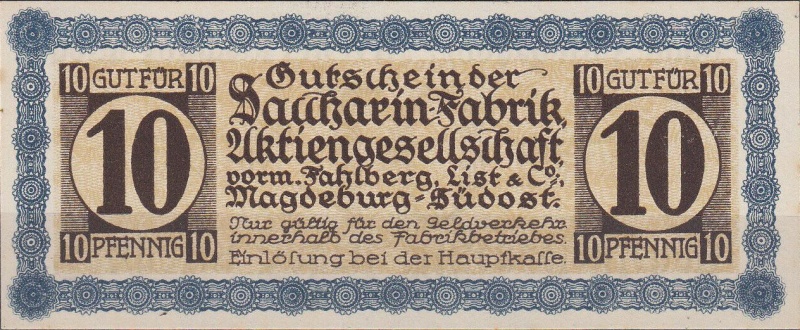 10 GUT FÜR 10
10
10 PFENNIG 10
Gutschein der
Saccharin-Fabrik,
Aktiengesellschaft,
vorm. Fahlberg, List & Co.,
Magdeburg-Südost.
Nur gültig für den Geldverkehr
innerhalb des Fabrikbetriebes.
Einlösung bei der Hauptkasse.
10 GUT FÜR 10
10
10 PFENNIG 10